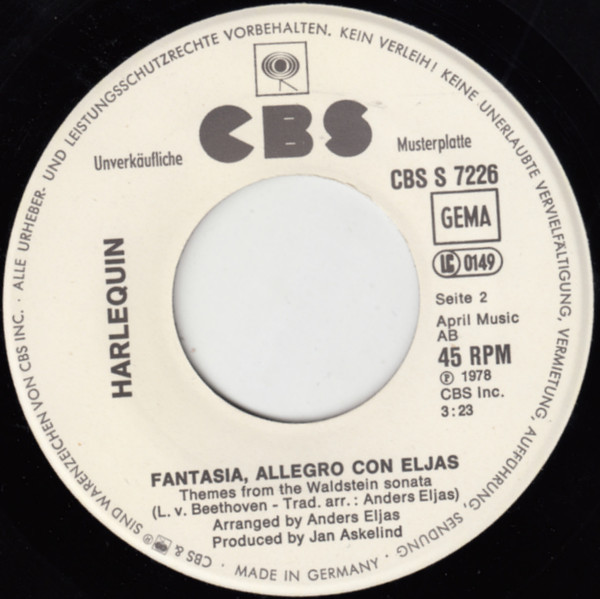 ALLE URHEBER- UND LEISTUNGSSCHUTZRECHTE VORBEHALTEN. KEIN VERLEIH! KEINE UNERLAUBTE VERVIELFÄLTIGUNG, VERMIETUNG, AUFFÜHRUNG, SENDUNG
CBS
Unverkäufliche
Musterplatte
CBS S 7226
GEMA
LC 0149
HARLEQUIN
Seite 2
April Music
AB
45 RPM
℗ 1978
CBS Inc.
3:23
FANTASIA, ALLEGRO CON ELJAS
Themes from the Waldstein sonata
(L. v. Beethoven - Trad. arr. : Anders Eljas)
Arranged by Anders Eljas
Produced by Jan Askelind
CBS & SIND WARENZEICHEN VON CBS INC. ·
· MADE IN GERMANY ·